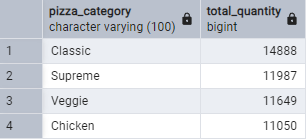 pizza_category total_quantity
character varying (100) bigint
1 Classic 14888
2 Supreme 11987
3 Veggie 11649
4 Chicken 11050